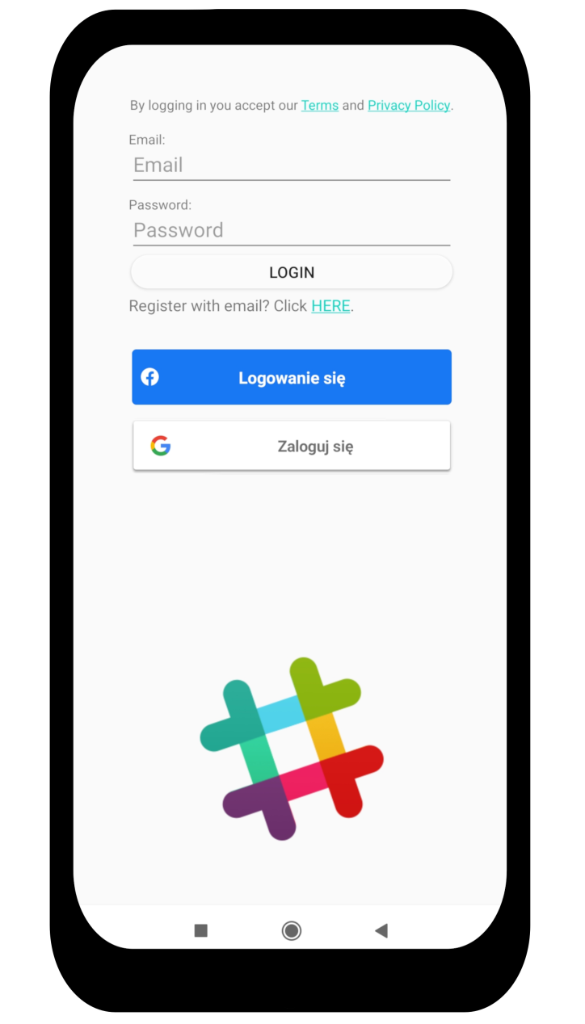 By logging in you accept our Terms and Privacy Policy.
Email:
Email
Password:
Password
LOGIN
Register with email? Click HERE.
Logowanie się
Zaloguj się